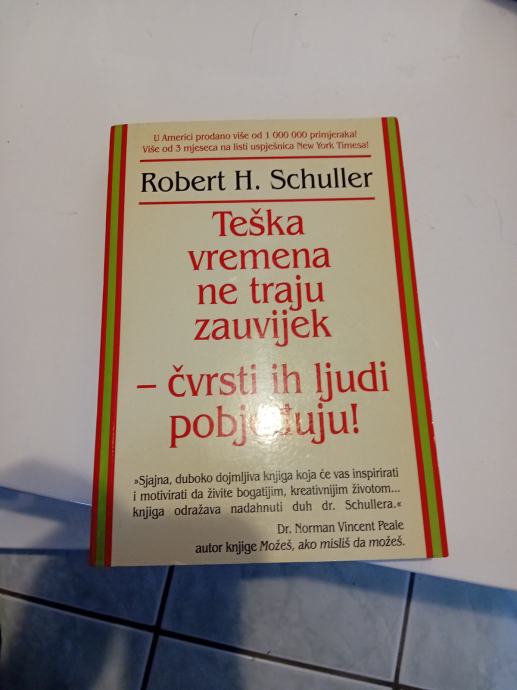 U Americi prodano više od 1 000 000 primjeraka!
Više od 3 mjeseca na listi uspješnica New York Timesa!
Robert H. Schuller
Teška
vremena
ne traju
zauvijek
– čvrsti ih ljudi
pobjeđuju!
»Sjajna, duboko dojmljiva knjiga koja će vas inspirirati
i motivirati da živite bogatijim, kreativnijim životom...
knjiga odražava nadahnuti duh dr. Schullera.«
Dr. Norman Vincent Peale
autor knjige Možeš, ako misliš da možeš.